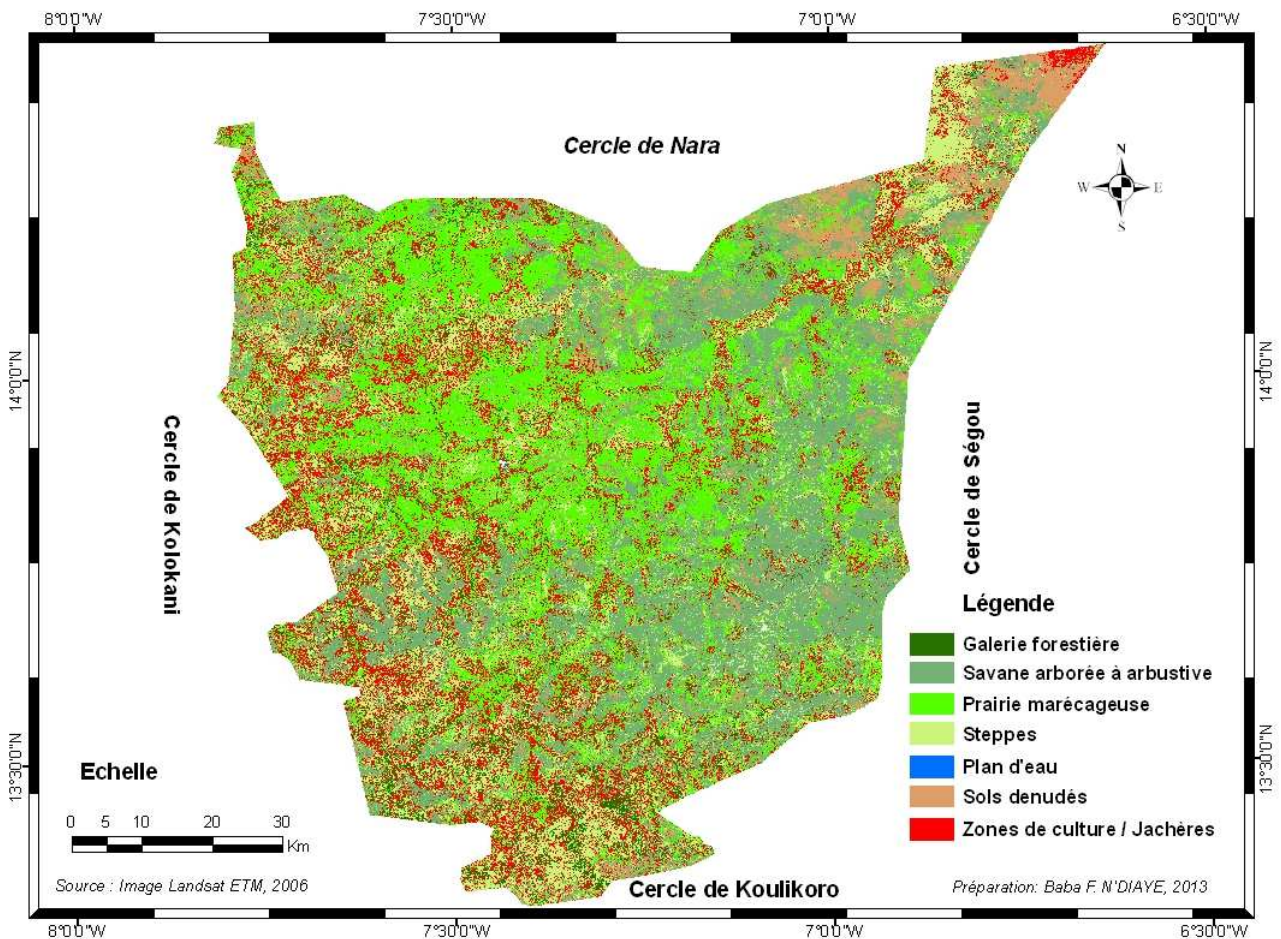 8°0'0"W 7°30'0"W 7°0'0"W 6°30'0"W
Cercle de Nara
N
W E
S
14°0'0"N
14°0'0"N
Cercle de Kolokani
Cercle de Ségou
Légende
Galerie forestière
Savane arborée à arbustive
Prairie marécageuse
Steppes
Plan d'eau
Sols denudés
Zones de culture / Jachères
13°30'0"N
13°30'0"N
Echelle
0 5 10 20 30
Km
Source : Image Landsat ETM, 2006
Cercle de Koulikoro
Préparation: Baba F. N'DIAYE, 2013
8°0'0"W 7°30'0"W 7°0'0"W 6°30'0"W